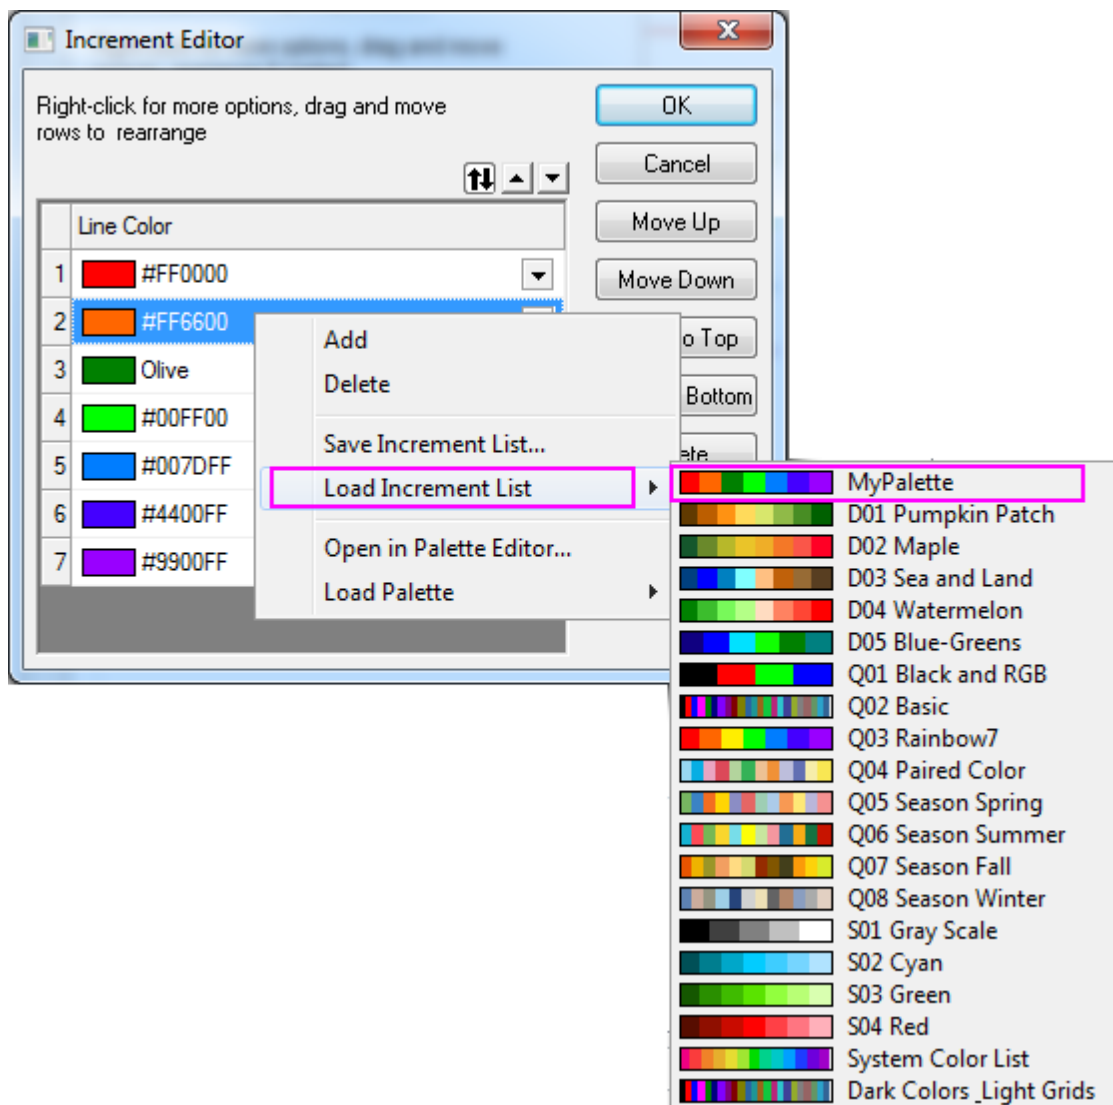 Increment Editor
Right-click for more options, drag and move
rows to rearrange
OK
Cancel
Move Up
Move Down
o Top
Bottom
ete
Line Color
1 #FF0000
2 #FF6600
3 Olive
4 #00FF00
5 #007DFF
6 #4400FF
7 #9900FF
Add
Delete
Save Increment List...
Load Increment List
Open in Palette Editor...
Load Palette
MyPalette
D01 Pumpkin Patch
D02 Maple
D03 Sea and Land
D04 Watermelon
D05 Blue-Greens
Q01 Black and RGB
Q02 Basic
Q03 Rainbow7
Q04 Paired Color
Q05 Season Spring
Q06 Season Summer
Q07 Season Fall
Q08 Season Winter
S01 Gray Scale
S02 Cyan
S03 Green
S04 Red
System Color List
Dark Colors_Light Grids